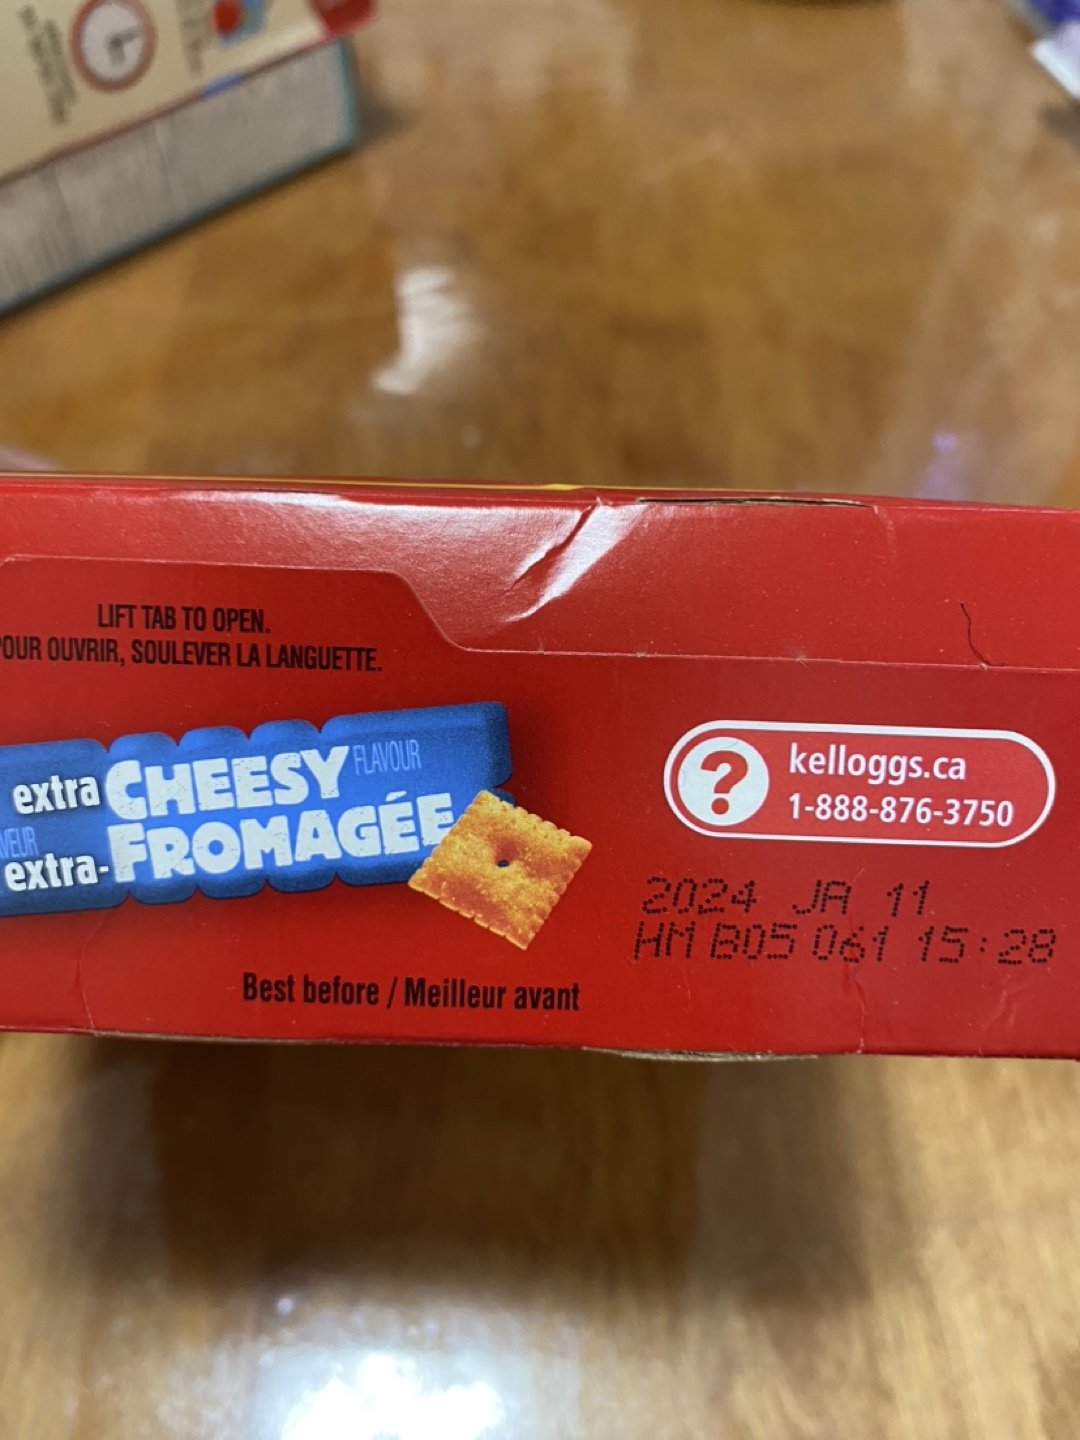 LIFT TAB TO OPEN.
POUR OUVRIR, SOULEVER LA LANGUETTE.
extra CHEESY FLAVOUR
extra-FROMAGÉE
?
kelloggs.ca
1-888-876-3750
2024 JA 11
HM B05 061 15:28
Best before / Meilleur avant